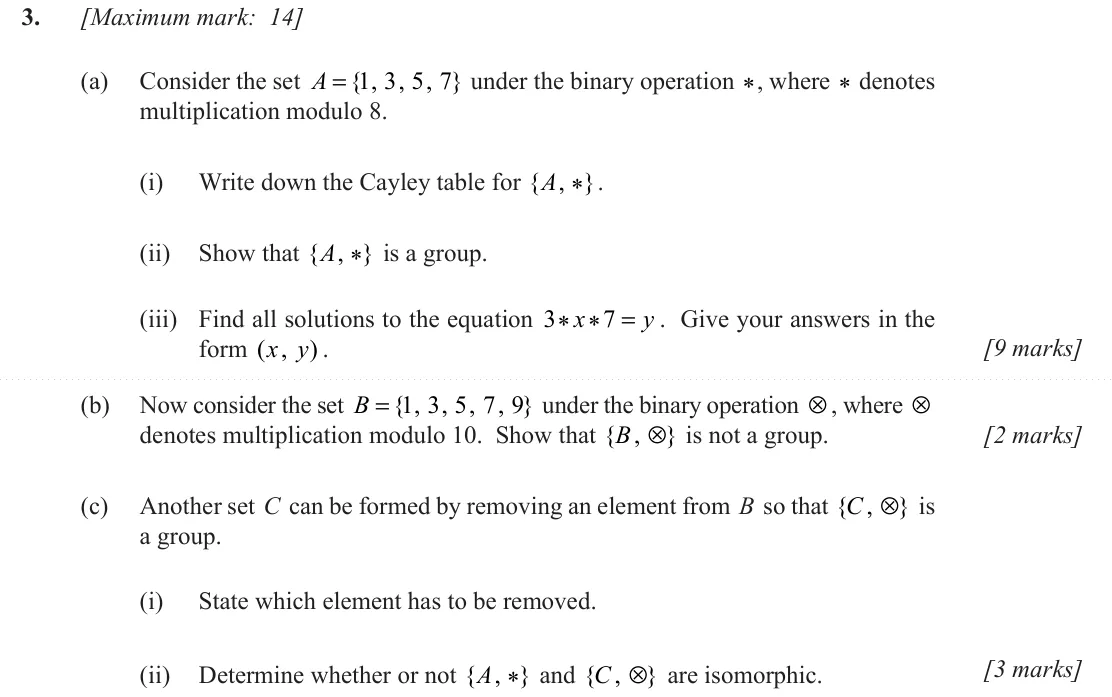 3. [Maximum mark: 14]
(a) Consider the set A = {1, 3, 5, 7} under the binary operation *, where * denotes
multiplication modulo 8.
(i) Write down the Cayley table for {A, *}.
(ii) Show that {A, *} is a group.
(iii) Find all solutions to the equation 3 * x * 7 = y. Give your answers in the
form (x, y). [9 marks]
(b) Now consider the set B = {1, 3, 5, 7, 9} under the binary operation ⊗, where ⊗
denotes multiplication modulo 10. Show that {B, ⊗} is not a group. [2 marks]
(c) Another set C can be formed by removing an element from B so that {C, ⊗} is
a group.
(i) State which element has to be removed.
(ii) Determine whether or not {A, *} and {C, ⊗} are isomorphic. [3 marks]